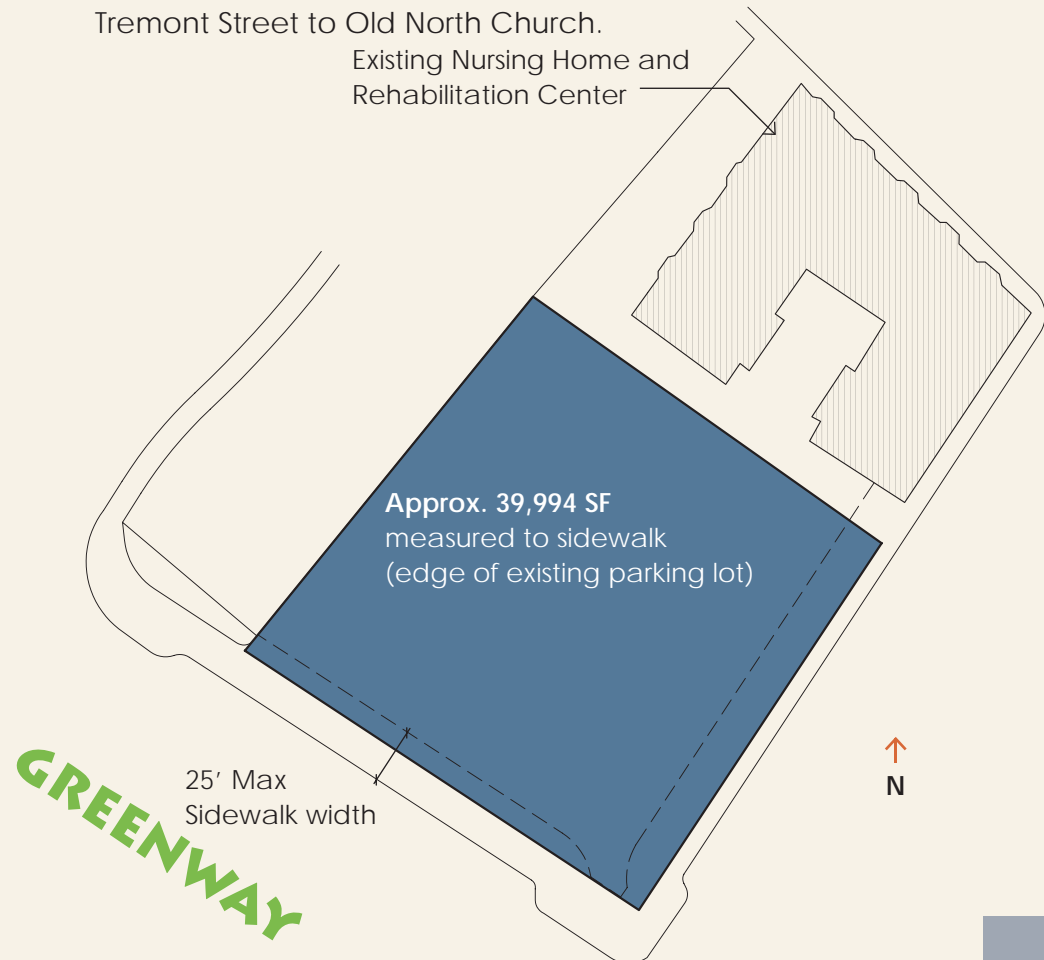 Tremont Street to Old North Church.
Existing Nursing Home and
Rehabilitation Center
Approx. 39,994 SF
measured to sidewalk
(edge of existing parking lot)
25’ Max
Sidewalk width
GREENWAY
N